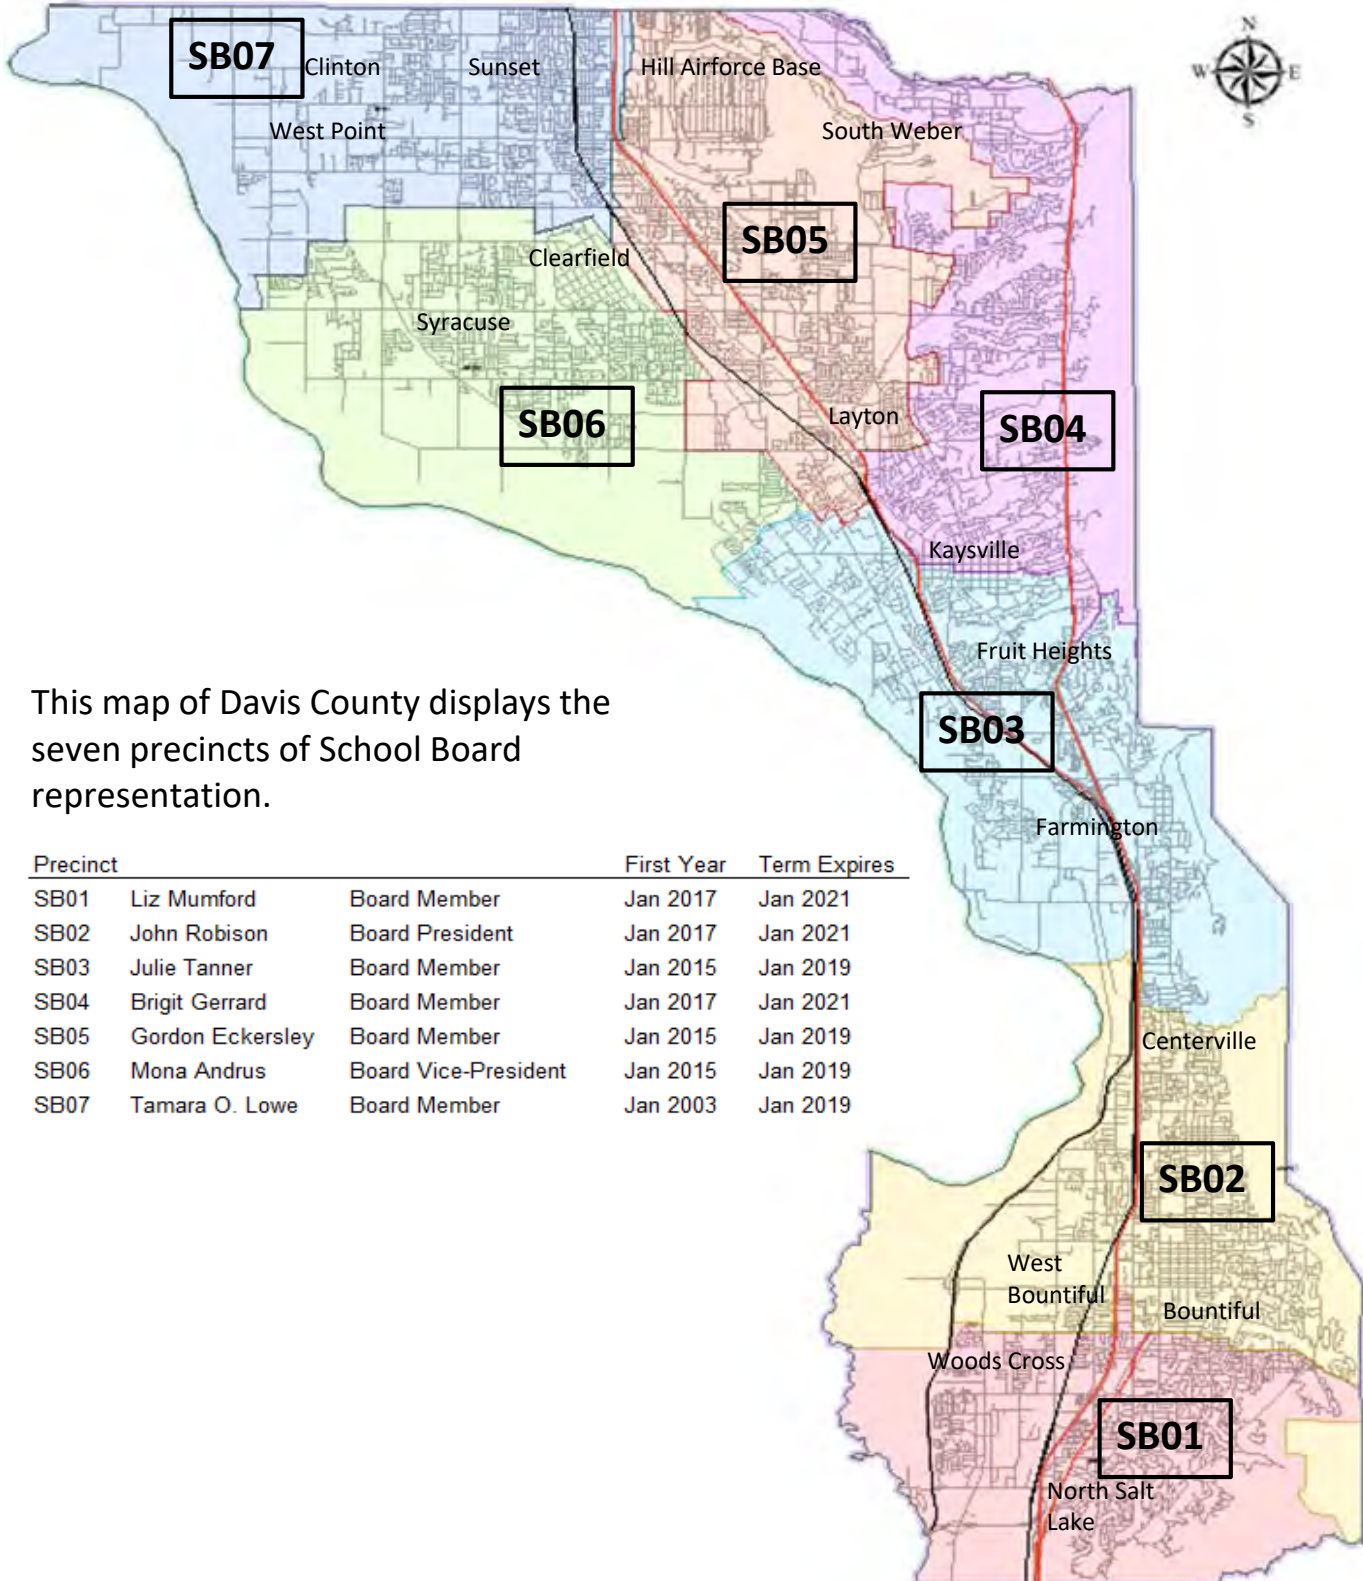 N
W E
S
SB07
Clinton
Sunset
Hill Airforce Base
West Point
South Weber
SB05
Clearfield
Syracuse
SB06
Layton
SB04
Kaysville
Fruit Heights
SB03
Farmington
This map of Davis County displays the
seven precincts of School Board
representation.
Precinct First Year Term Expires
SB01 Liz Mumford Board Member Jan 2017 Jan 2021
SB02 John Robison Board President Jan 2017 Jan 2021
SB03 Julie Tanner Board Member Jan 2015 Jan 2019
SB04 Brigit Gerrard Board Member Jan 2017 Jan 2021
SB05 Gordon Eckersley Board Member Jan 2015 Jan 2019
SB06 Mona Andrus Board Vice-President Jan 2015 Jan 2019
SB07 Tamara O. Lowe Board Member Jan 2003 Jan 2019
Centerville
SB02
West
Bountiful
Bountiful
Woods Cross
SB01
North Salt
Lake